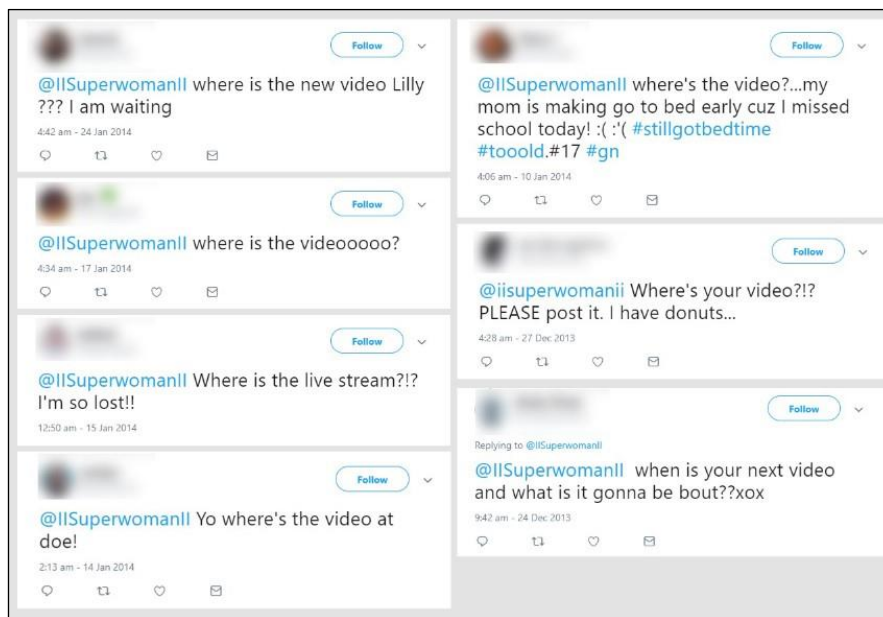 Follow
@IISuperwomanII where is the new video Lilly
??? I am waiting
4:42 am - 24 Jan 2014
Follow
@IISuperwomanII where is the videooooo?
4:34 am - 17 Jan 2014
Follow
@IISuperwomanII Where is the live stream?!?
I'm so lost!!
12:50 am - 15 Jan 2014
Follow
@IISuperwomanII Yo where's the video at
doe!
2:13 am - 14 Jan 2014
Follow
@IISuperwomanII where's the video?...my
mom is making go to bed early cuz I missed
school today! :( :'( #stillgotbedtime
#tooold.#17 #gn
4:06 am - 10 Jan 2014
Follow
@iisuperwomanii Where's your video?!?
PLEASE post it. I have donuts...
4:28 am - 27 Dec 2013
Follow
Replying to @IISuperwomanII
@IISuperwomanII when is your next video
and what is it gonna be bout??xox
9:42 am - 24 Dec 2013